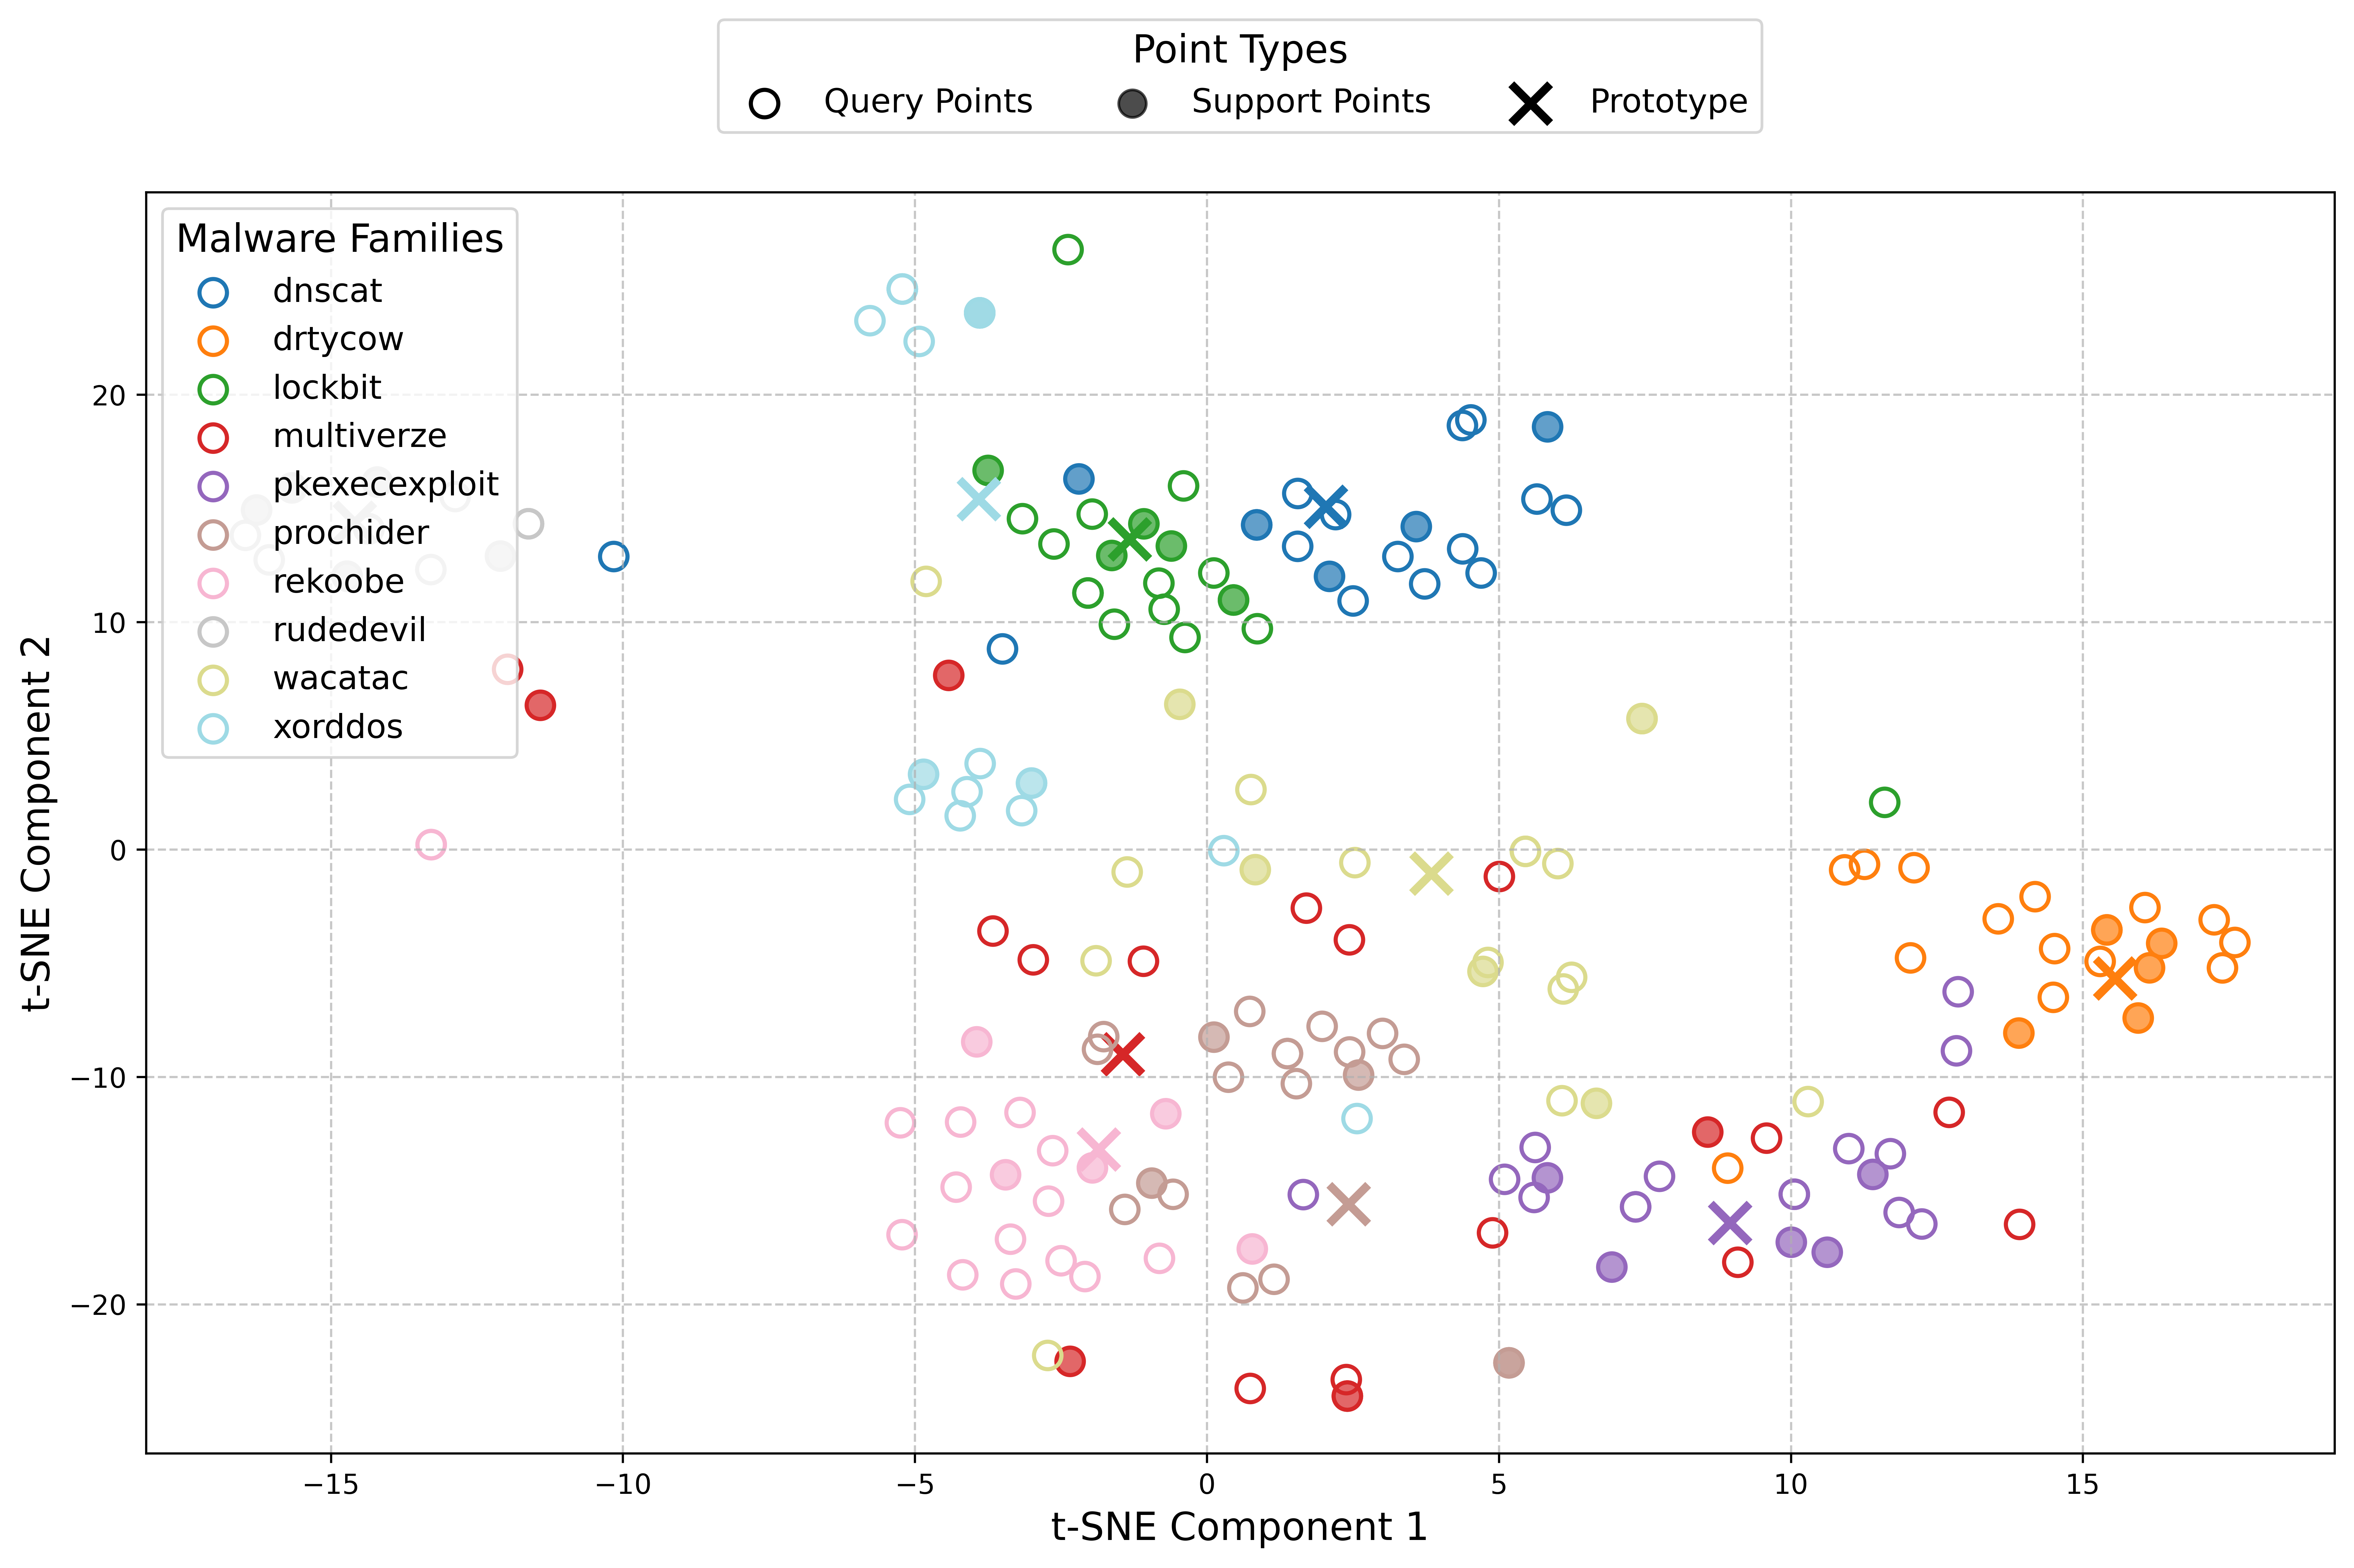 Point Types
Query Points Support Points Prototype
Malware Families
dnscat
drtycow
lockbit
multiverze
pkexecexploit
prochider
rekoobe
rudedevil
wacatac
xorddos
t-SNE Component 2
20
10
0
−10
−20
−15 −10 −5 0 5 10 15
t-SNE Component 1